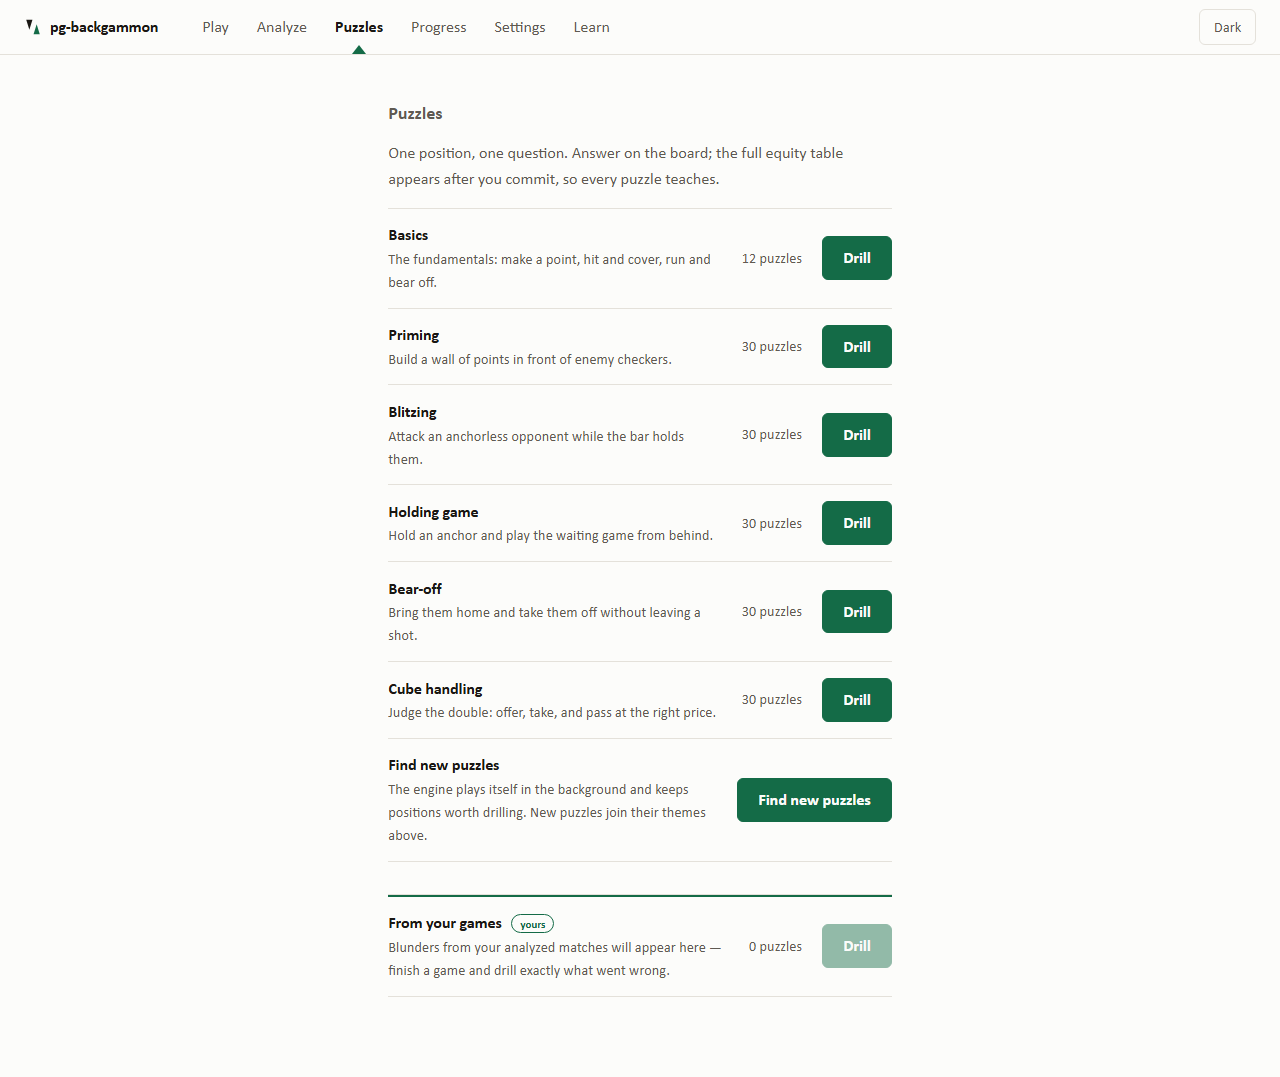 pg-backgammon
Play
Analyze
Puzzles
Progress
Settings
Learn
Dark
Puzzles
One position, one question. Answer on the board; the full equity table
appears after you commit, so every puzzle teaches.
Basics
The fundamentals: make a point, hit and cover, run and
bear off.
12 puzzles
Drill
Priming
Build a wall of points in front of enemy checkers.
30 puzzles
Drill
Blitzing
Attack an anchorless opponent while the bar holds
them.
30 puzzles
Drill
Holding game
Hold an anchor and play the waiting game from behind.
30 puzzles
Drill
Bear-off
Bring them home and take them off without leaving a
shot.
30 puzzles
Drill
Cube handling
Judge the double: offer, take, and pass at the right price.
30 puzzles
Drill
Find new puzzles
The engine plays itself in the background and keeps
positions worth drilling. New puzzles join their themes
above.
Find new puzzles
From your games yours
Blunders from your analyzed matches will appear here —
finish a game and drill exactly what went wrong.
0 puzzles
Drill